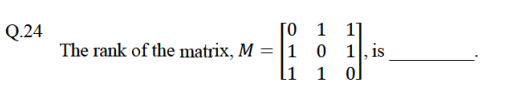 Q.24
The rank of the matrix, M = [0 1 1
1 0 1
1 1 0], is ________.